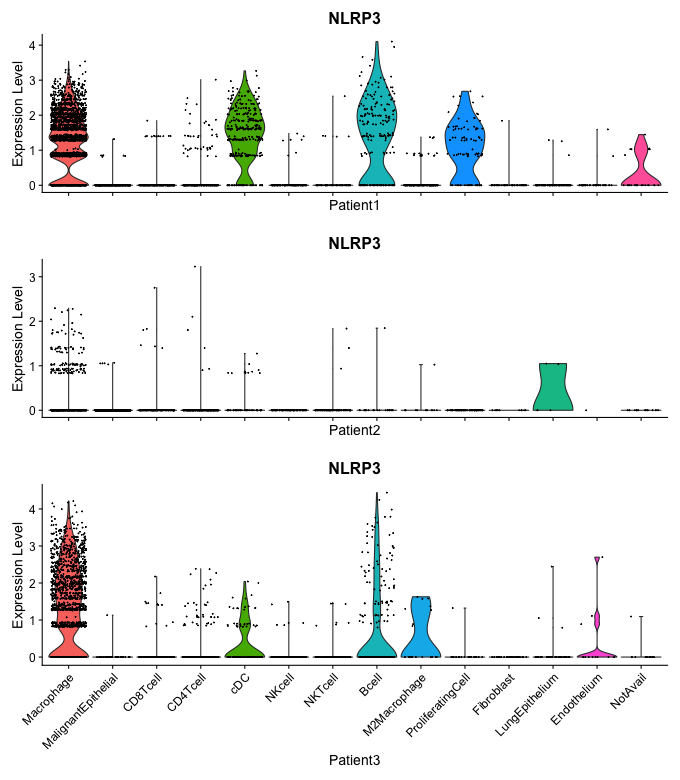 NLRP3
Expression Level
4
3
2
1
0
Patient1
NLRP3
Expression Level
3
2
1
0
Patient2
NLRP3
Expression Level
4
3
2
1
0
Macrophage
MalignantEpithelial
CD8Tcell
CD4Tcell
cDC
NKcell
NKTcell
Bcell
M2Macrophage
ProliferatingCell
Fibroblast
LungEpithelium
Endothelium
NotAvail
Patient3